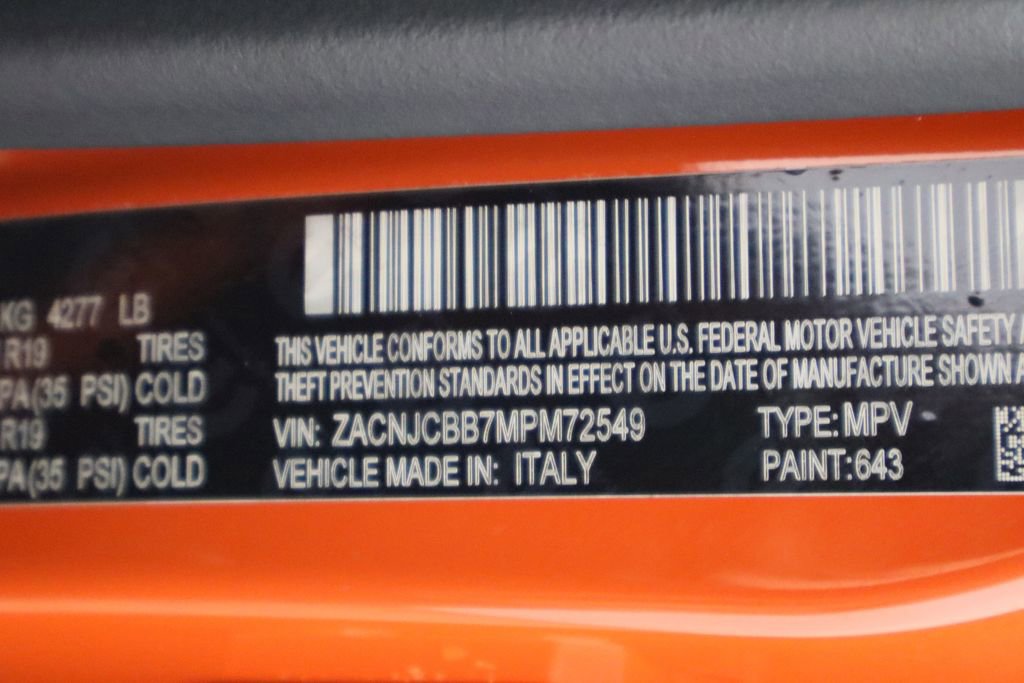 KG 4277 LB
R19 TIRES
PA(35 PSI) COLD
R19 TIRES
PA(35 PSI) COLD
THIS VEHICLE CONFORMS TO ALL APPLICABLE U.S. FEDERAL MOTOR VEHICLE SAFETY A
THEFT PREVENTION STANDARDS IN EFFECT ON THE DATE OF MANUFACTURE SHOWN A
VIN: ZACNJCBB7MPM72549 TYPE: MPV
VEHICLE MADE IN: ITALY PAINT:643